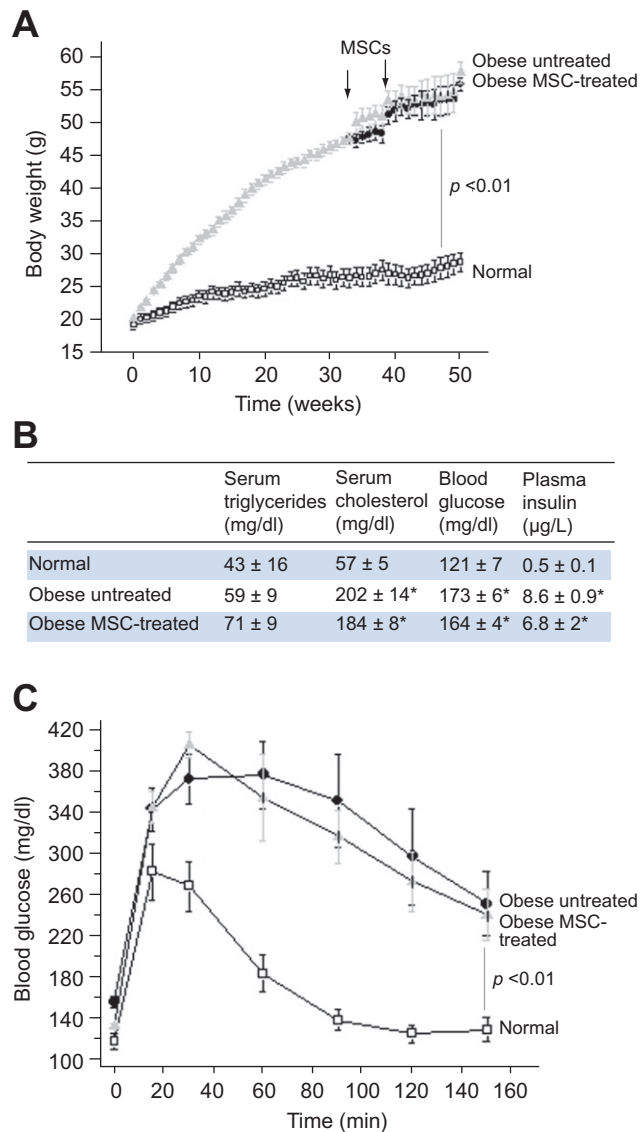 A
MSCs
Obese untreated
Obese MSC-treated
p <0.01
Normal
Body weight (g)
60
55
50
45
35
30
25
20
15
0
10
20
30
40
50
Time (weeks)
B
Serum triglycerides (mg/dl) Serum cholesterol (mg/dl) Blood glucose (mg/dl) Plasma insulin (µg/L)
Normal 43 ± 16 57 ± 5 121 ± 7 0.5 ± 0.1
Obese untreated 59 ± 9 202 ± 14* 173 ± 6* 8.6 ± 0.9*
Obese MSC-treated 71 ± 9 184 ± 8* 164 ± 4* 6.8 ± 2*
C
Blood glucose (mg/dl)
420
380
340
300
260
220
180
140
100
Obese untreated
Obese MSC-
treated
p <0.01
Normal
0
20
40
60
80
100
120
140
160
Time (min)